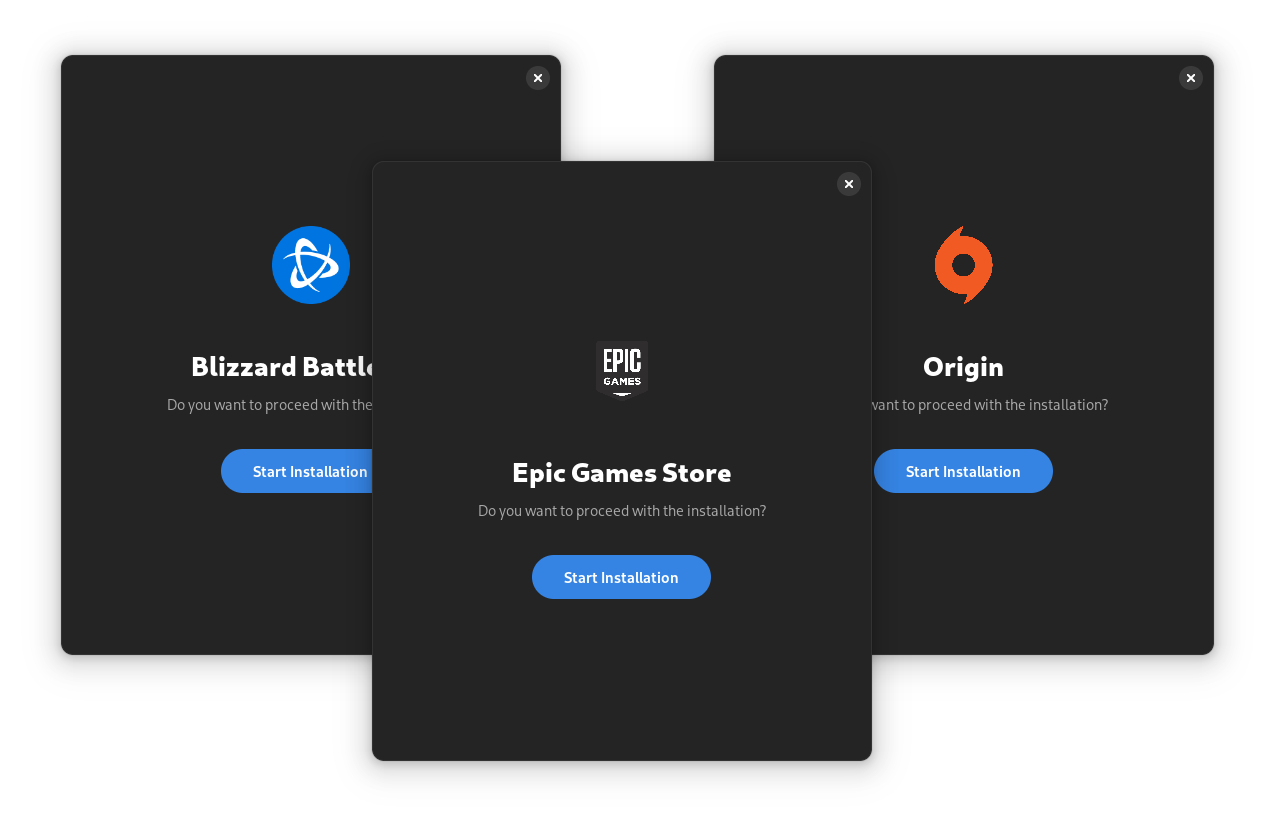 Blizzard Battle
Do you want to proceed with the
Start Installation
EPIC
GAMES
Epic Games Store
Do you want to proceed with the installation?
Start Installation
Origin
want to proceed with the installation?
Start Installation